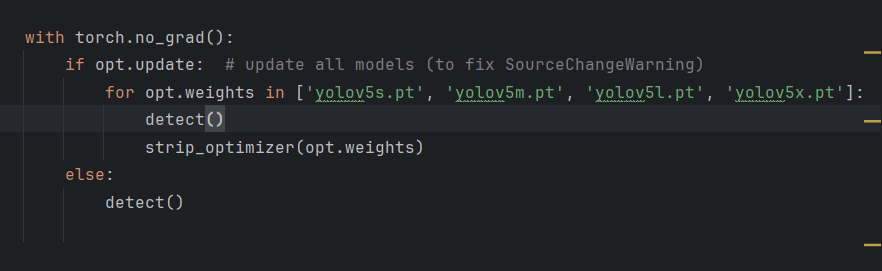 with torch.no_grad():
    if opt.update:  # update all models (to fix SourceChangeWarning)
        for opt.weights in ['yolov5s.pt', 'yolov5m.pt', 'yolov5l.pt', 'yolov5x.pt']:
            detect()
            strip_optimizer(opt.weights)
    else:
        detect()